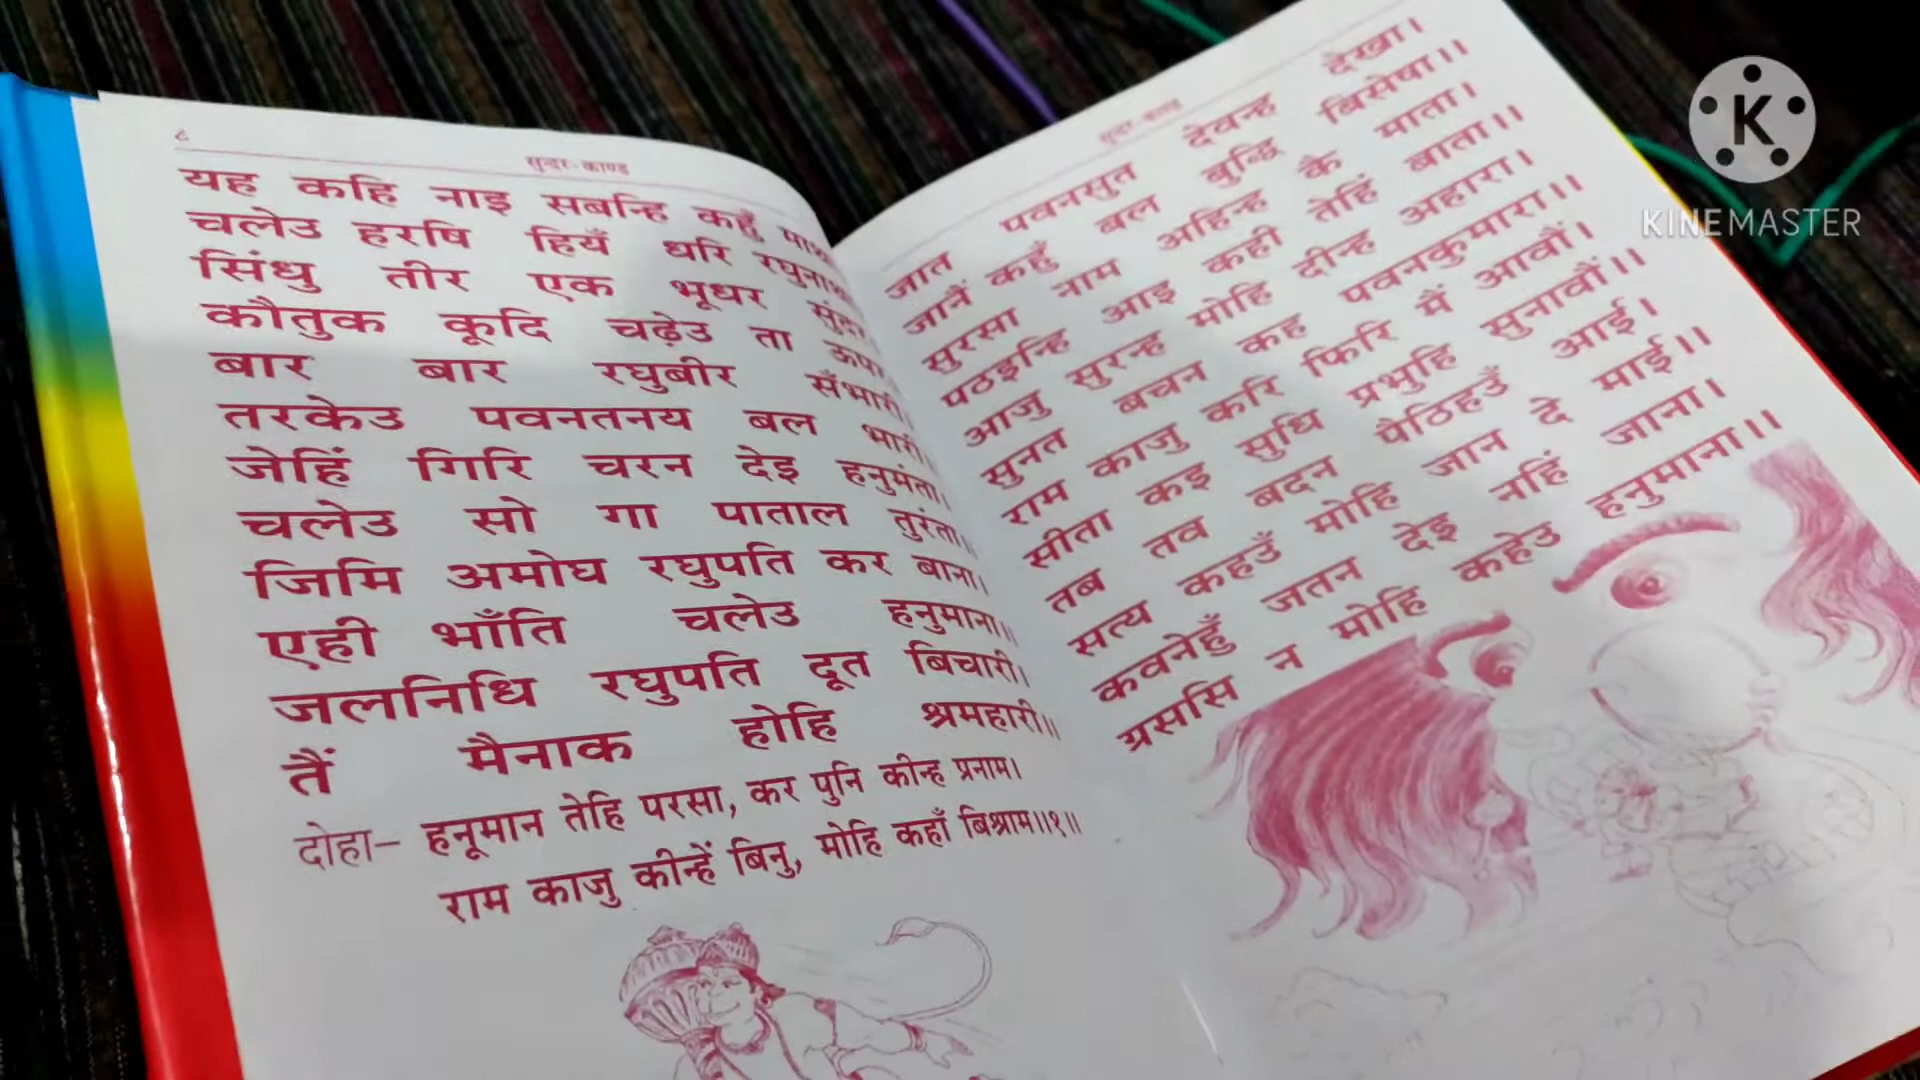 ८
सुन्दर-काण्ड
यह कहि नाइ सबन्हि कहुँ माथा
चलेउ हरषि हियँ धरि रघुनाथा
सिंधु तीर एक भूधर सुंदर
कौतुक कूदि चढ़ेउ ता ऊपर
बार बार रघुबीर सँभारी।
तरकेउ पवनतनय बल भारी॥
जेहिं गिरि चरन देइ हनुमंता।
चलेउ सो गा पाताल तुरंता॥
जिमि अमोघ रघुपति कर बाना।
एही भाँति चलेउ हनुमाना॥
जलनिधि रघुपति दूत बिचारी।
तैं मैनाक होहि श्रमहारी॥
दोहा– हनूमान तेहि परसा, कर पुनि कीन्ह प्रनाम।
राम काजु कीन्हें बिनु, मोहि कहाँ बिश्राम॥१॥
सुन्दर-काण्ड
जात पवनसुत देवन्ह देखा।
जानैं कहुँ बल बुद्धि बिसेषा॥
सुरसा नाम अहिन्ह कै माता।
पठइन्हि आइ कही तेहिं बाता॥
आजु सुरन्ह मोहि दीन्ह अहारा।
सुनत बचन कह पवनकुमारा॥
राम काजु करि फिरि मैं आवौं।
सीता कइ सुधि प्रभुहि सुनावौं॥
तब तव बदन पैठिहउँ आई।
सत्य कहउँ मोहि जान दे माई॥
कवनेहुँ जतन देइ नहिं जाना।
ग्रससि न मोहि कहेउ हनुमाना॥
K
KINEMASTER